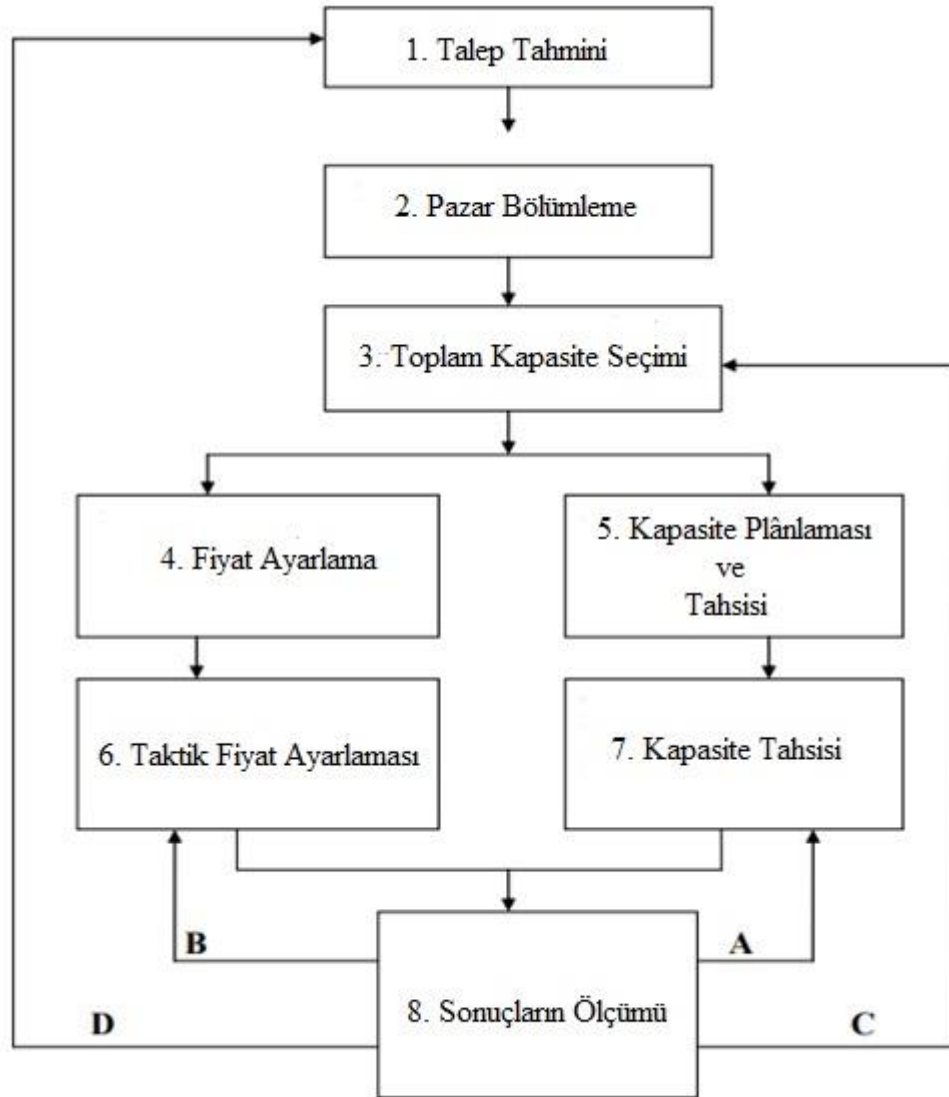 1. Talep Tahmini
2. Pazar Bölümleme
3. Toplam Kapasite Seçimi
4. Fiyat Ayarlama
5. Kapasite Plânlaması
ve
Tahsisi
6. Taktik Fiyat Ayarlaması
7. Kapasite Tahsisi
B
A
8. Sonuçların Ölçümü
D
C